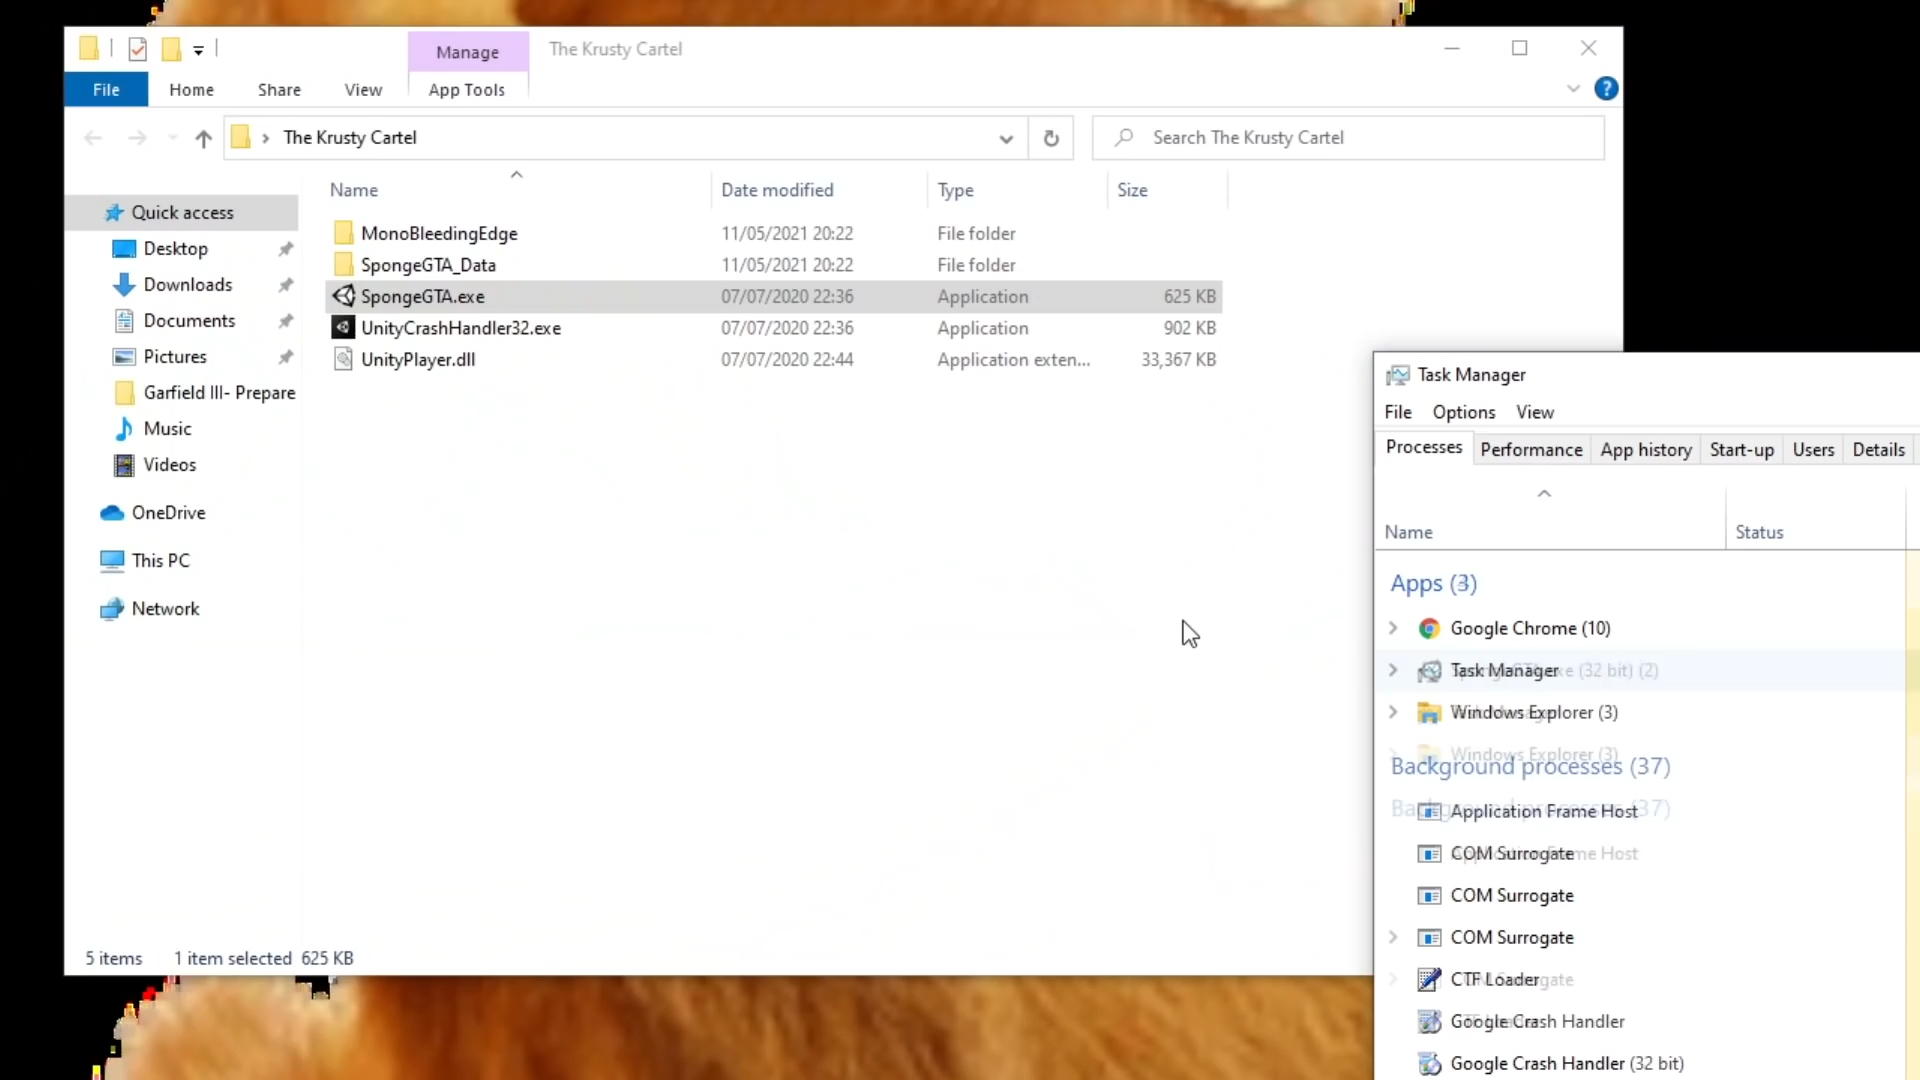 Manage
The Krusty Cartel
File
Home
Share
View
App Tools
?
The Krusty Cartel
Search The Krusty Cartel
Name
Date modified
Type
Size
Quick access
Desktop
Downloads
Documents
Pictures
Garfield III- Prepare
Music
Videos
OneDrive
This PC
Network
MonoBleedingEdge 11/05/2021 20:22 File folder
SpongeGTA_Data 11/05/2021 20:22 File folder
SpongeGTA.exe 07/07/2020 22:36 Application 625 KB
UnityCrashHandler32.exe 07/07/2020 22:36 Application 902 KB
UnityPlayer.dll 07/07/2020 22:44 Application exten... 33,367 KB
5 items 1 item selected 625 KB
Task Manager
File Options View
Processes Performance App history Start-up Users Details
Name Status
Apps (3)
Google Chrome (10)
Task Manager (32 bit) (2)
Windows Explorer (3)
Windows Explorer (3)
Background processes (37)
Application Frame Host
COM Surrogate
COM Surrogate
COM Surrogate
CTF Loader
Google Crash Handler
Google Crash Handler (32 bit)